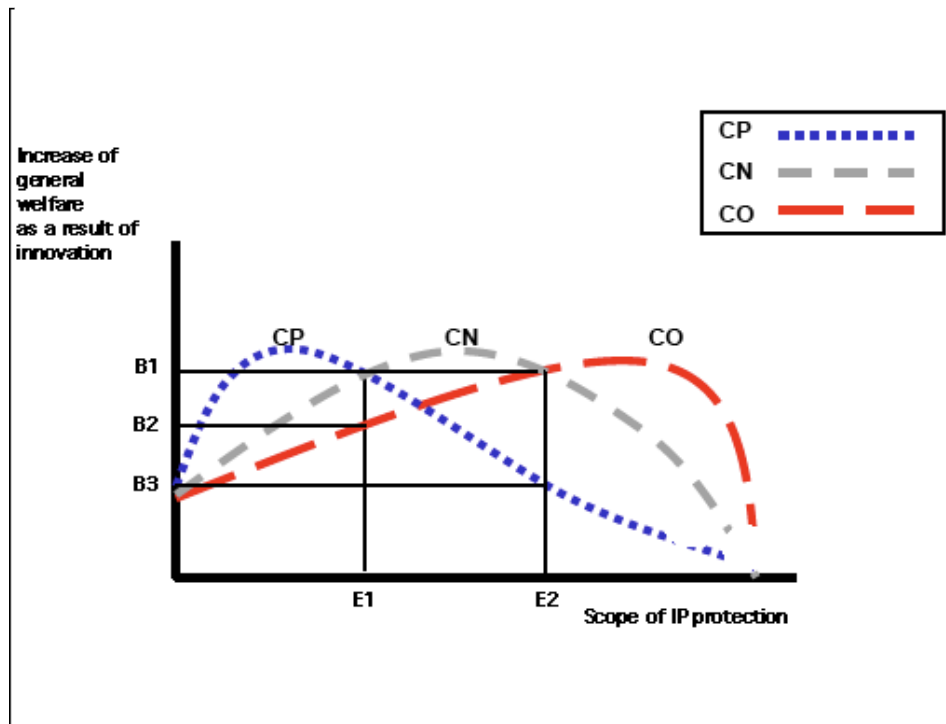 CP
CN
CO
Increase of
general
welfare
as a result of
innovation
CP
CN
CO
B1
B2
B3
E1
E2
Scope of IP protection